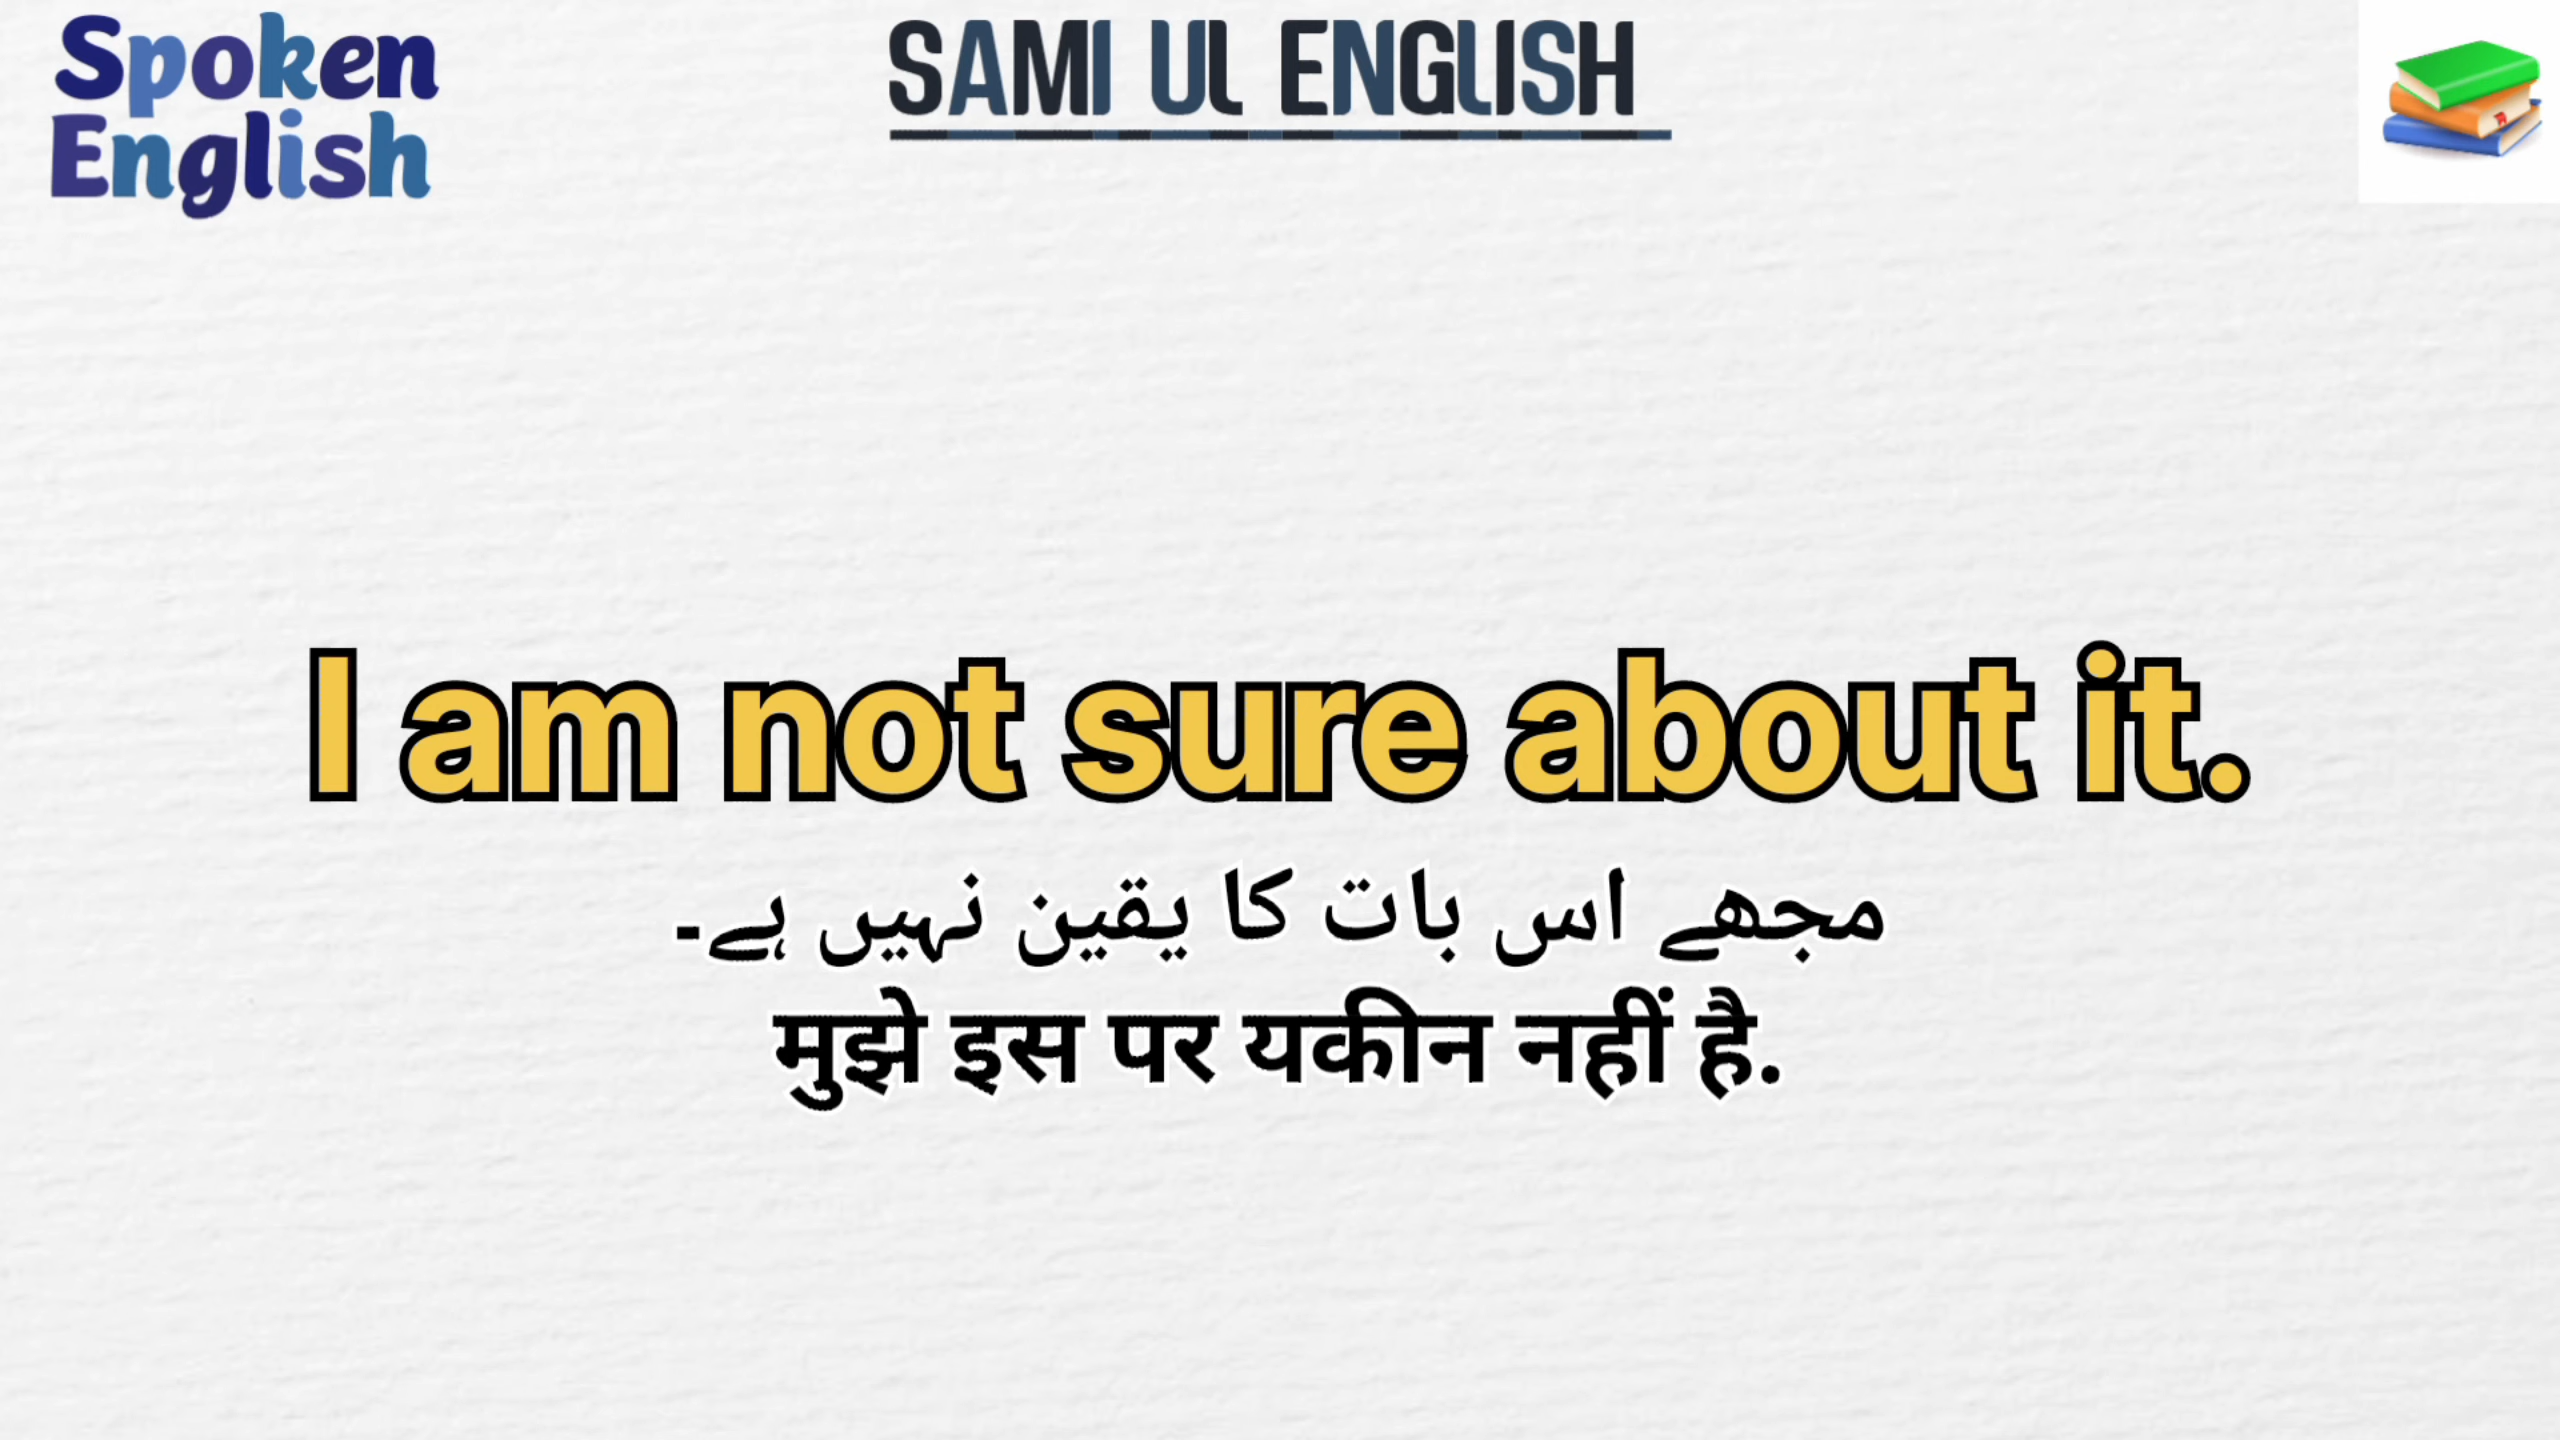 Spoken
English
SAMI UL ENGLISH
I am not sure about it.
مجھے اس بات کا یقین نہیں ہے۔
मुझे इस पर यकीन नहीं है.